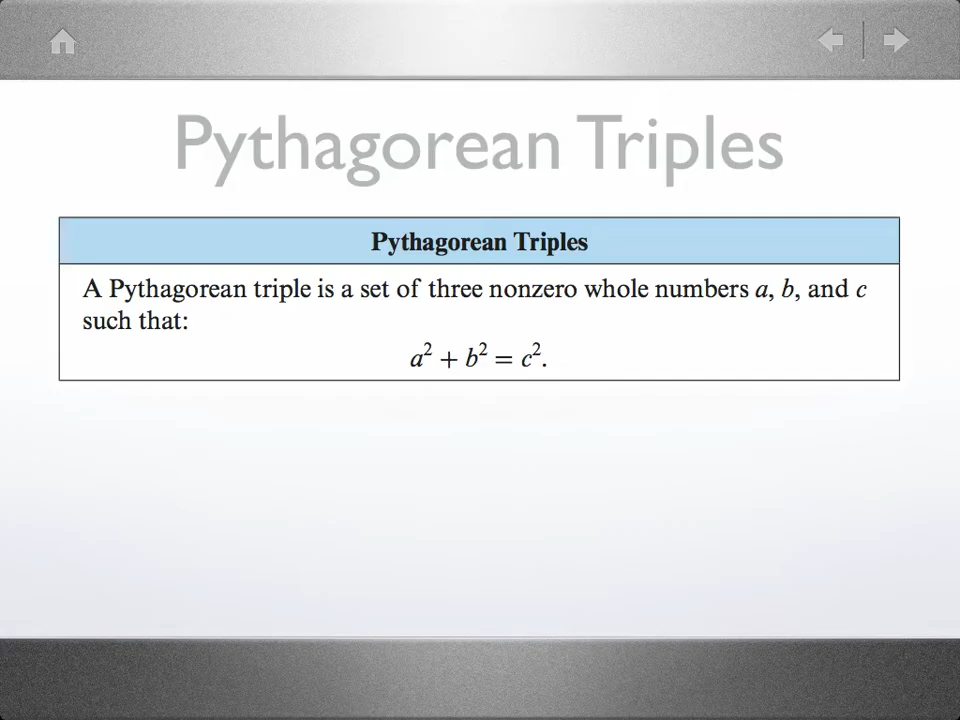 Pythagorean Triples
Pythagorean Triples
A Pythagorean triple is a set of three nonzero whole numbers a, b, and c
such that:
a² + b² = c².